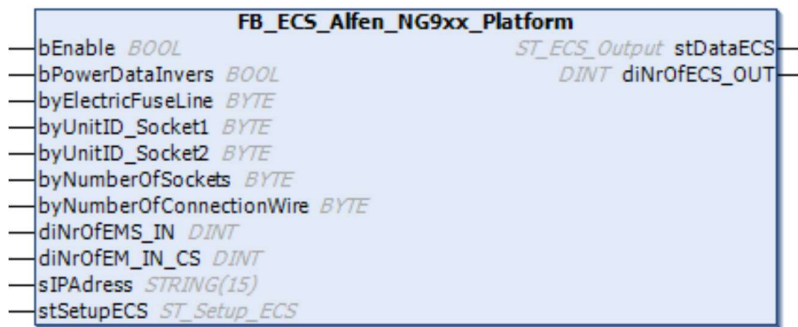 FB_ECS_Alfen_NG9xx_Platform
bEnable BOOL ST_ECS_Output stDataECS
bPowerDataInvers BOOL DINT diNrOfECS_OUT
byElectricFuseLine BYTE
byUnitID_Socket1 BYTE
byUnitID_Socket2 BYTE
byNumberOfSockets BYTE
byNumberOfConnectionWire BYTE
diNrOfEMS_IN DINT
diNrOfEM_IN_CS DINT
sIPAdress STRING(15)
stSetupECS ST_Setup_ECS